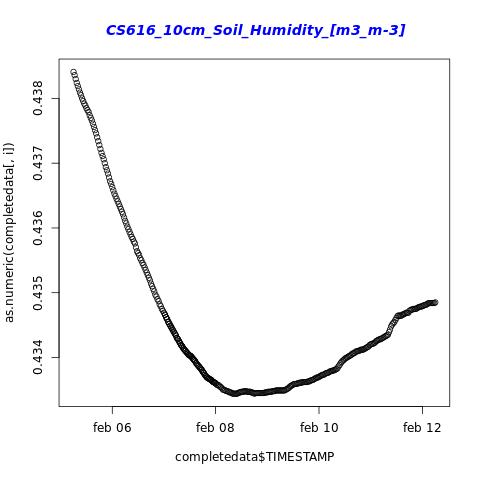 CS616_10cm_Soil_Humidity_[m3_m-3]
as.numeric(completedata[, i])
0.438
0.437
0.436
0.435
0.434
feb 06 feb 08 feb 10 feb 12
completedata$TIMESTAMP